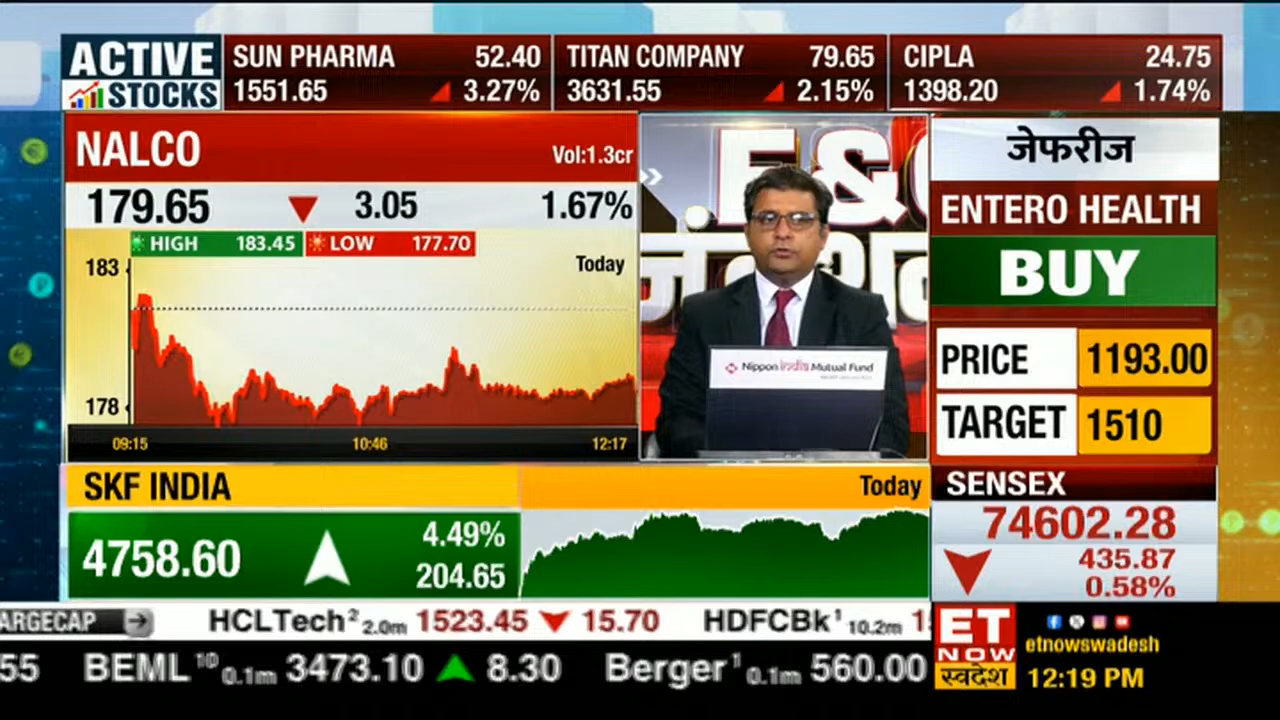 ACTIVE
STOCKS
SUN PHARMA 52.40
1551.65 3.27%
TITAN COMPANY 79.65
3631.55 2.15%
CIPLA 24.75
1398.20 1.74%
NALCO Vol:1.3cr
179.65 3.05 1.67%
HIGH 183.45 LOW 177.70
Today
183
178
09:15 10:46 12:17
E&
Nippon india Mutual Fund
जेफरीज
ENTERO HEALTH
BUY
PRICE 1193.00
TARGET 1510
SKF INDIA Today
4758.60 4.49%
204.65
SENSEX
74602.28
435.87
0.58%
ARGECAP HCLTech² 2.0m 1523.45 15.70 HDFCBk¹ 10.2m 1
55 BEML¹⁰ 0.1m 3473.10 8.30 Berger¹ 0.1m 560.00
ET
NOW
स्वदेश
etnowswadesh
12:19 PM